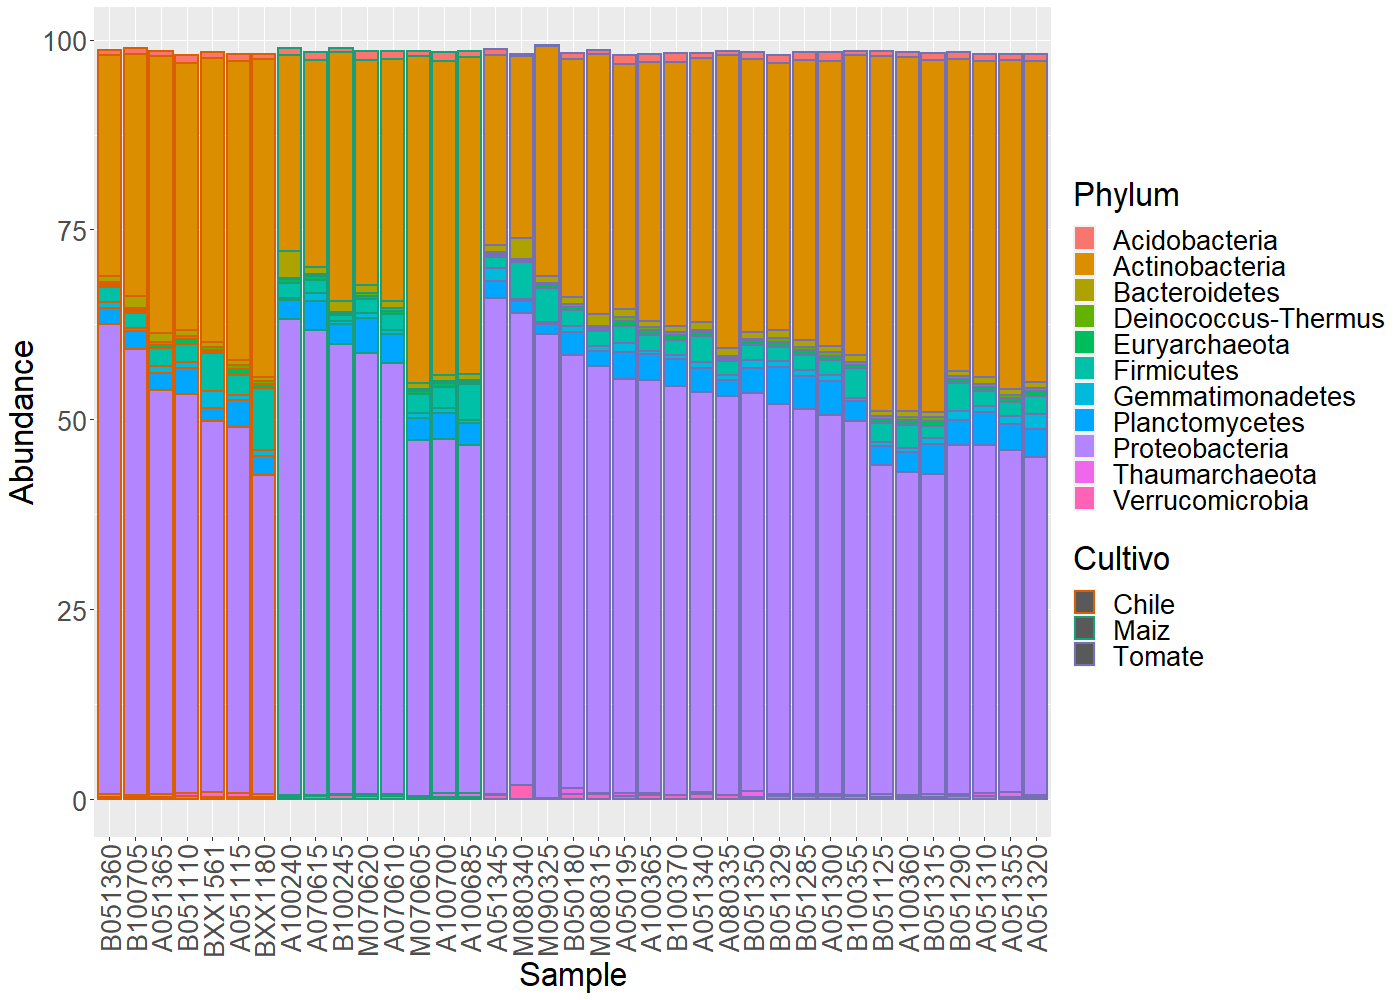 100
75
50
25
0
Abundance
B051360
B100705
A051365
B051110
BXX1561
A051115
BXX1180
A100240
A070615
B100245
M070620
A070610
M070605
A100700
A100685
A051345
M080340
M090325
B050180
M080315
A050195
A100365
B100370
A051340
A080335
B051350
B051329
B051285
A051300
B100355
B051125
A100360
B051315
B051290
A051310
A051355
A051320
Sample
Phylum
Acidobacteria
Actinobacteria
Bacteroidetes
Deinococcus-Thermus
Euryarchaeota
Firmicutes
Gemmatimonadetes
Planctomycetes
Proteobacteria
Thaumarchaeota
Verrucomicrobia
Cultivo
Chile
Maiz
Tomate